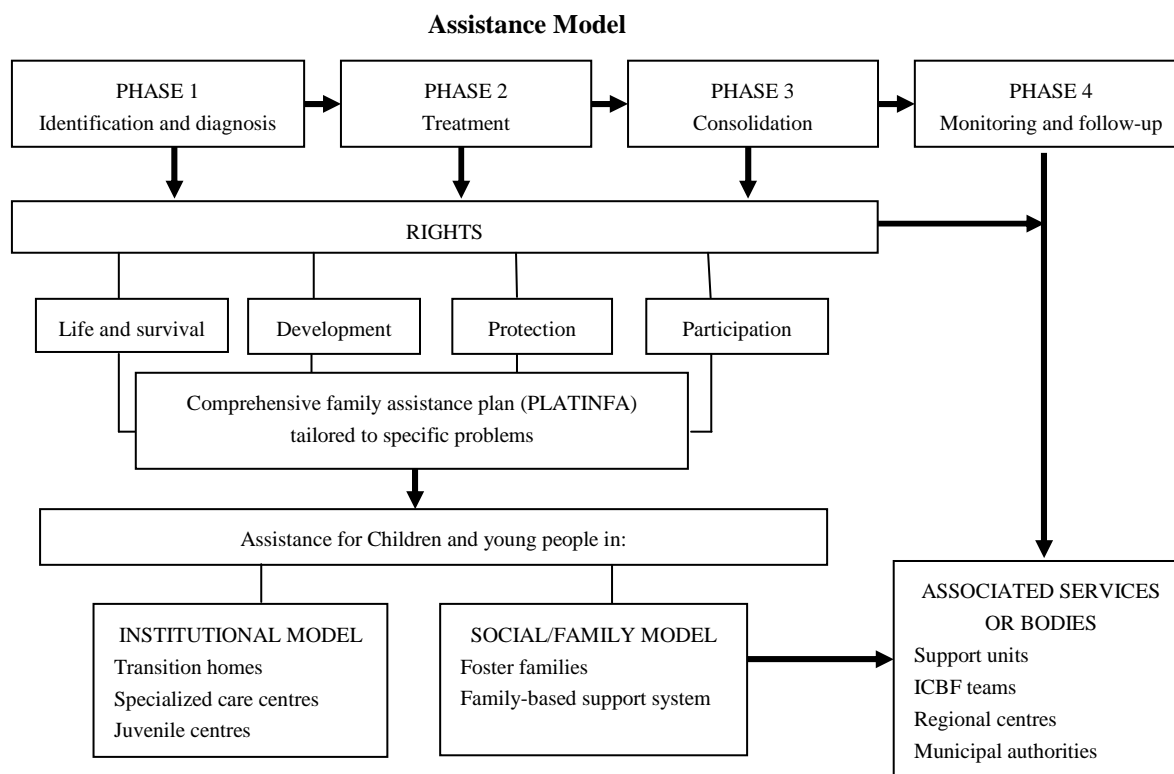 Assistance Model
PHASE 1
Identification and diagnosis
PHASE 2
Treatment
PHASE 3
Consolidation
PHASE 4
Monitoring and follow-up
RIGHTS
Life and survival
Development
Protection
Participation
Comprehensive family assistance plan (PLATINFA)
tailored to specific problems
Assistance for Children and young people in:
INSTITUTIONAL MODEL
Transition homes
Specialized care centres
Juvenile centres
SOCIAL/FAMILY MODEL
Foster families
Family-based support system
ASSOCIATED SERVICES
OR BODIES
Support units
ICBF teams
Regional centres
Municipal authorities